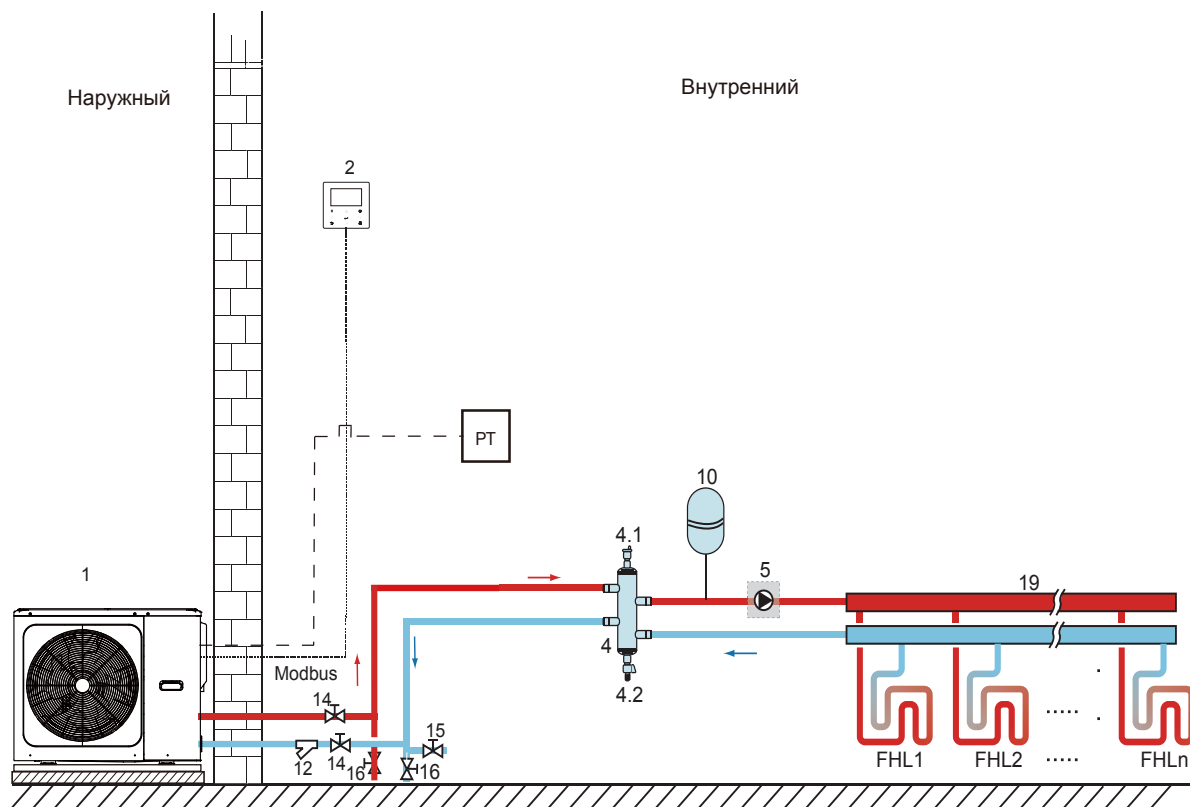 Наружный
Внутренний
2
PT
10
4.1
5
1
19
4
Modbus
4.2
14
15
12
14
16
16
FHL1
FHL2
.....
.....
FHLn